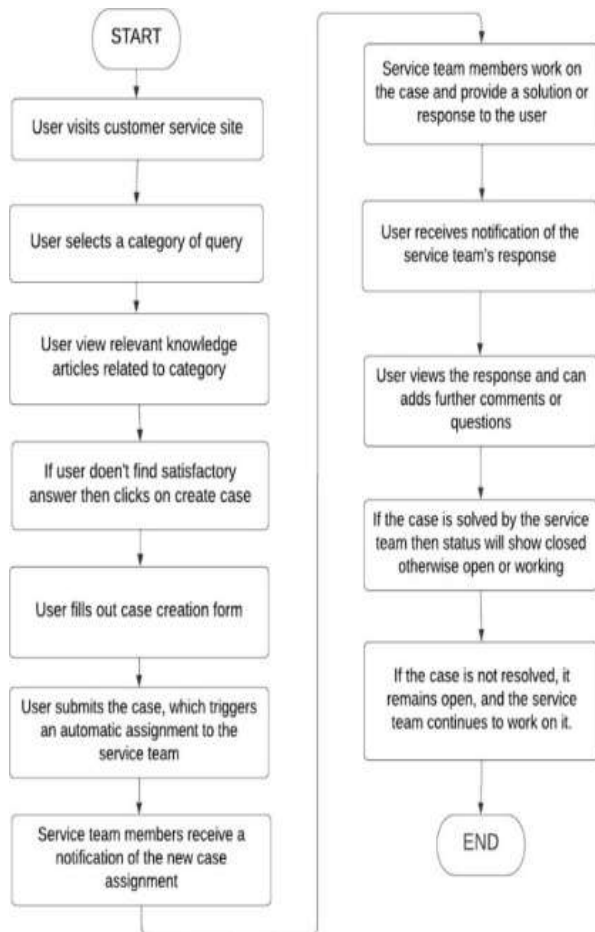 START
User visits customer service site
User selects a category of query
User view relevant knowledge
articles related to category
If user doen't find satisfactory
answer then clicks on create case
User fills out case creation form
User submits the case, which triggers
an automatic assignment to the
service team
Service team members receive a
notification of the new case
assignment
Service team members work on
the case and provide a solution or
response to the user
User receives notification of the
service team's response
User views the response and can
adds further comments or
questions
If the case is solved by the service
team then status will show closed
otherwise open or working
If the case is not resolved, it
remains open, and the service
team continues to work on it.
END